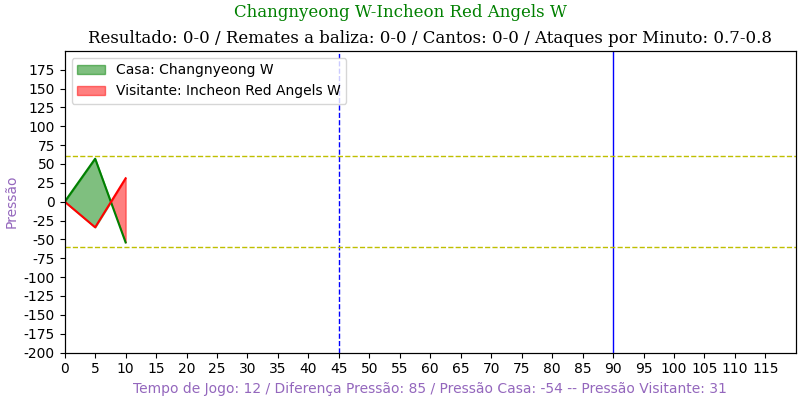 Changnyeong W-Incheon Red Angels W
Resultado: 0-0 / Remates a baliza: 0-0 / Cantos: 0-0 / Ataques por Minuto: 0.7-0.8
Casa: Changnyeong W
Visitante: Incheon Red Angels W
Pressão
175
150
125
100
75
50
25
0
-25
-50
-75
-100
-125
-150
-175
-200
0 5 10 15 20 25 30 35 40 45 50 55 60 65 70 75 80 85 90 95 100 105 110 115
Tempo de Jogo: 12 / Diferença Pressão: 85 / Pressão Casa: -54 -- Pressão Visitante: 31